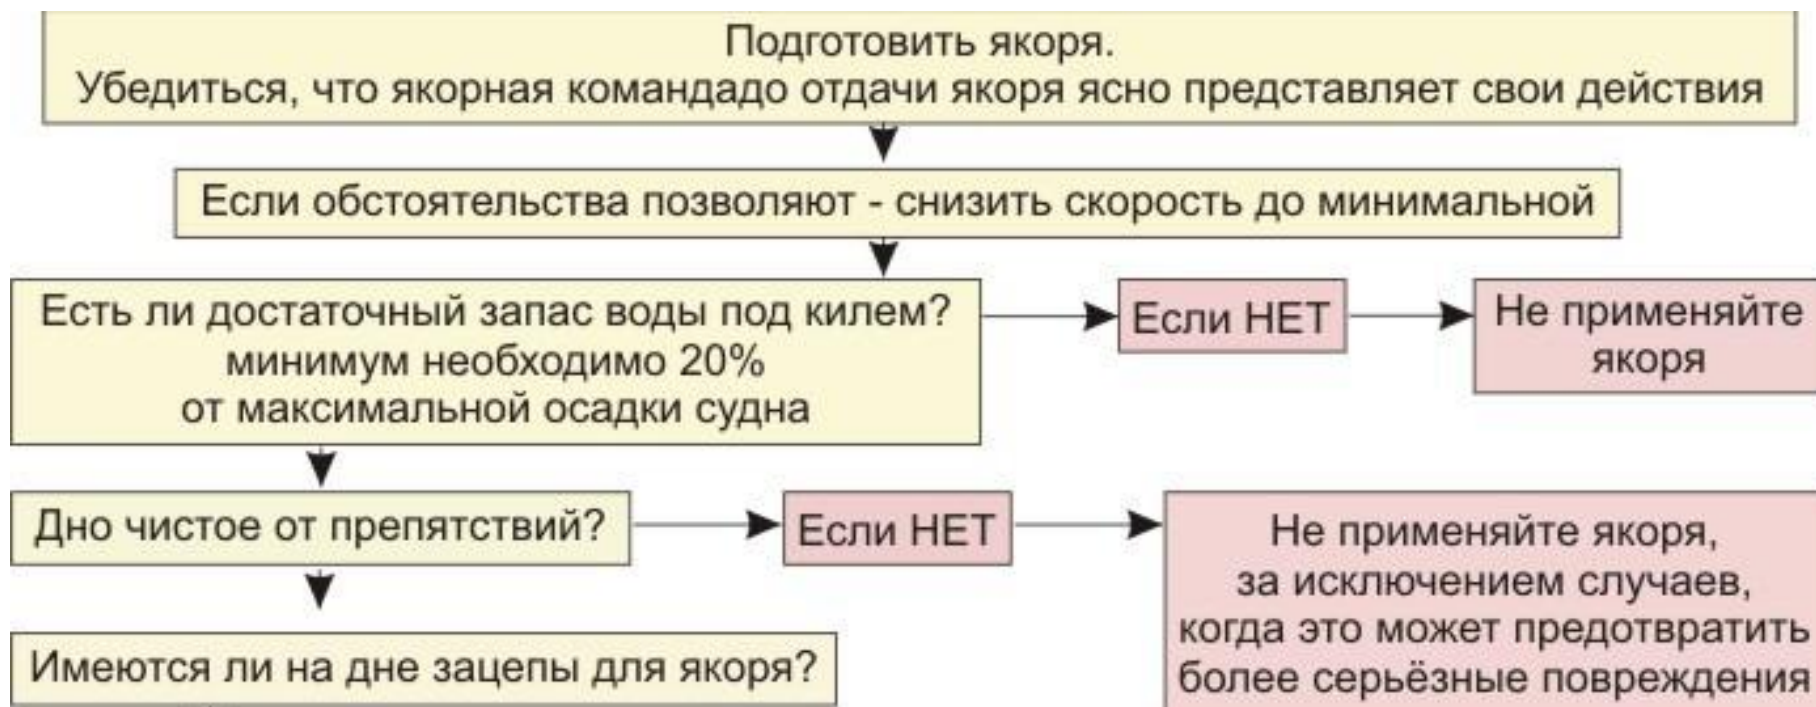 Подготовить якоря.
Убедиться, что якорная командадо отдачи якоря ясно представляет свои действия
Если обстоятельства позволяют - снизить скорость до минимальной
Есть ли достаточный запас воды под килем?
минимум необходимо 20%
от максимальной осадки судна
Если НЕТ
Не применяйте
якоря
Дно чистое от препятствий?
Если НЕТ
Не применяйте якоря,
за исключением случаев,
когда это может предотвратить
более серьёзные повреждения
Имеются ли на дне зацепы для якоря?